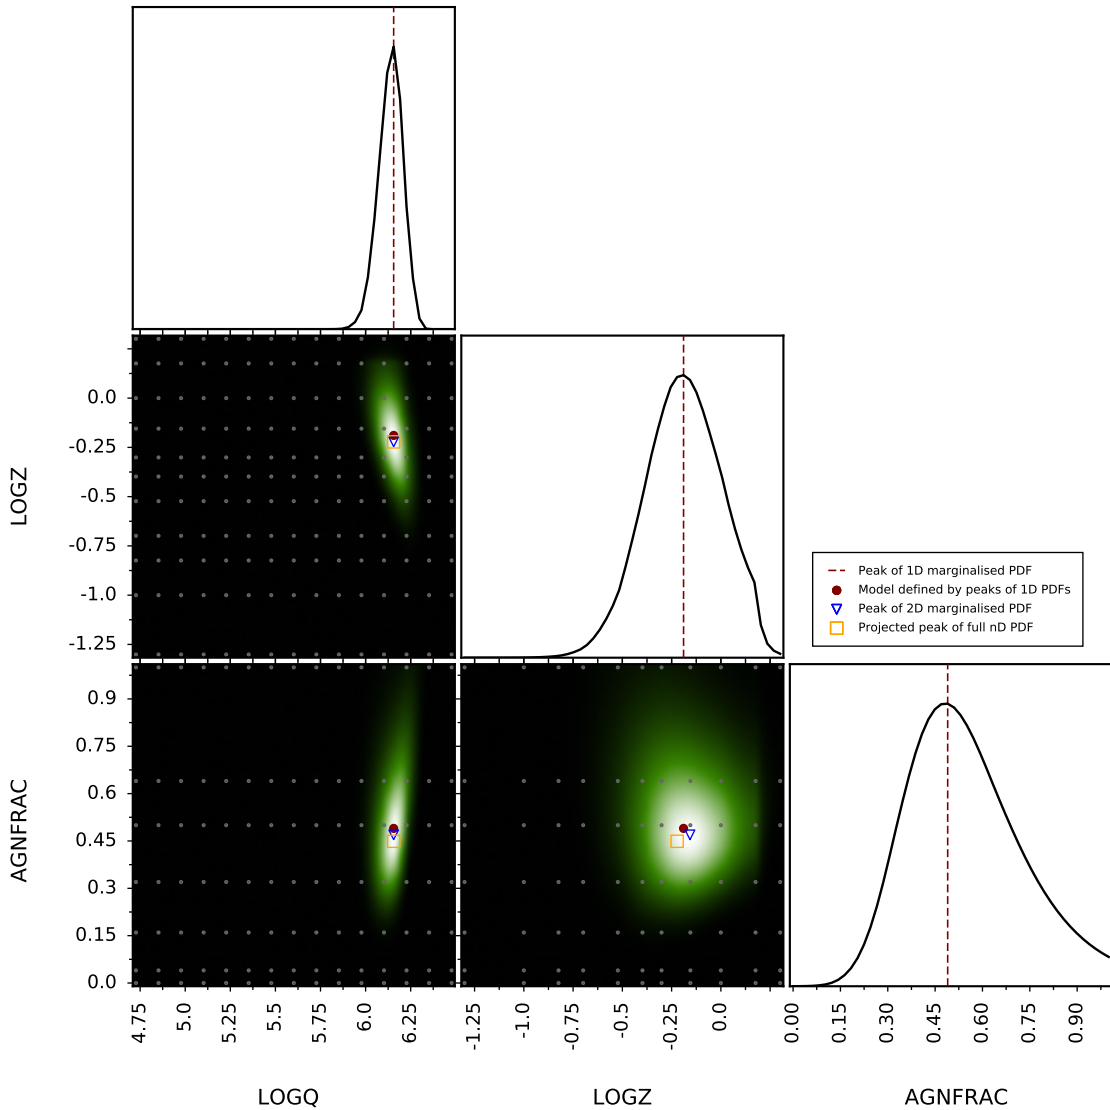 0.0
-0.25
-0.5
-0.75
-1.0
-1.25
LOGZ
Peak of 1D marginalised PDF
Model defined by peaks of 1D PDFs
Peak of 2D marginalised PDF
Projected peak of full nD PDF
0.9
0.75
0.6
0.45
0.3
0.15
0.0
AGNFRAC
4.75 5.0 5.25 5.5 5.75 6.0 6.25 -1.25 -1.0 -0.75 -0.5 -0.25 0.0 0.00 0.15 0.30 0.45 0.60 0.75 0.90
LOGQ LOGZ AGNFRAC